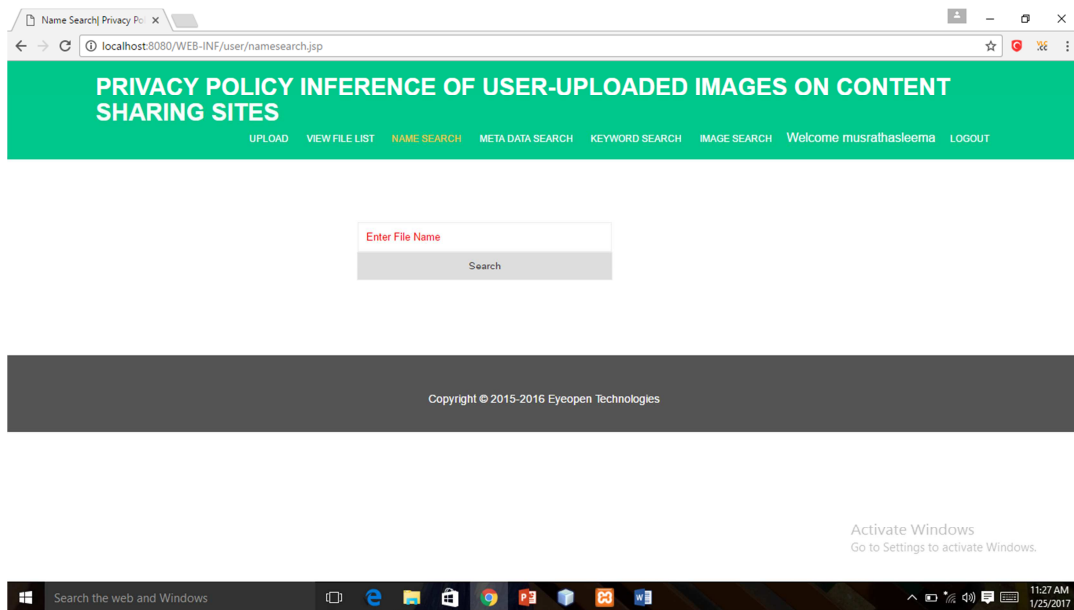 Name Search| Privacy Pol
localhost:8080/WEB-INF/user/namesearch.jsp
PRIVACY POLICY INFERENCE OF USER-UPLOADED IMAGES ON CONTENT
SHARING SITES
UPLOAD VIEW FILE LIST NAME SEARCH META DATA SEARCH KEYWORD SEARCH IMAGE SEARCH Welcome musrathasleema LOGOUT
Enter File Name
Search
Copyright © 2015-2016 Eyeopen Technologies
Activate Windows
Go to Settings to activate Windows.
Search the web and Windows
11:27 AM
1/25/2017